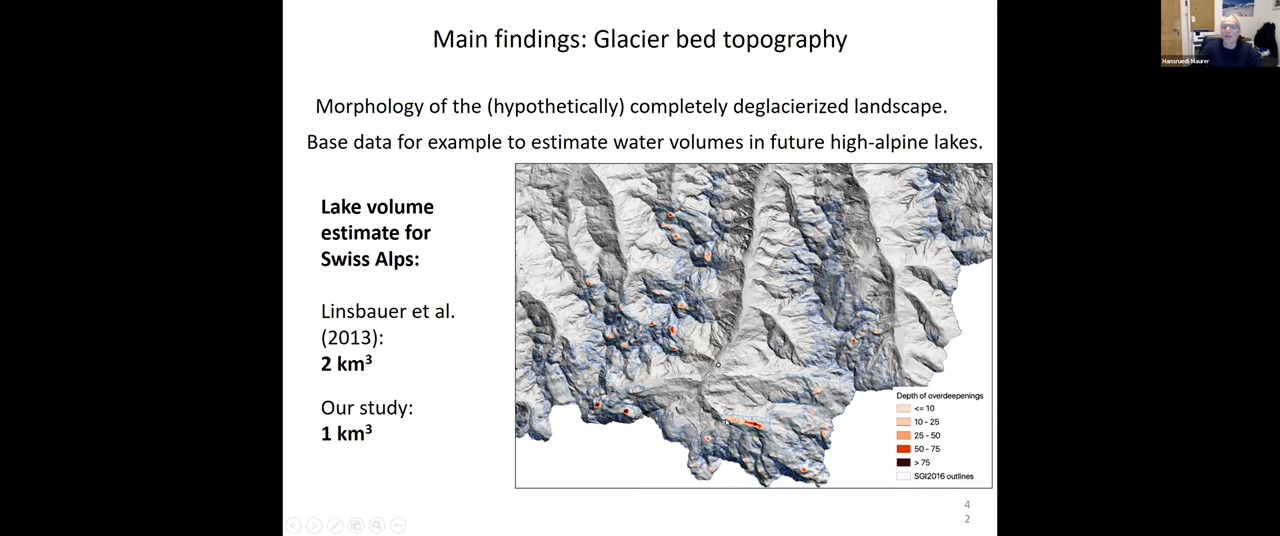 Main findings: Glacier bed topography
Hansruedi Maurer
Morphology of the (hypothetically) completely deglacierized landscape.
Base data for example to estimate water volumes in future high-alpine lakes.
Lake volume
estimate for
Swiss Alps:
Linsbauer et al.
(2013):
2 km³
Our study:
1 km³
Depth of overdeepenings
<= 10
10 - 25
25 - 50
50 - 75
> 75
SGI2016 outlines
4
2